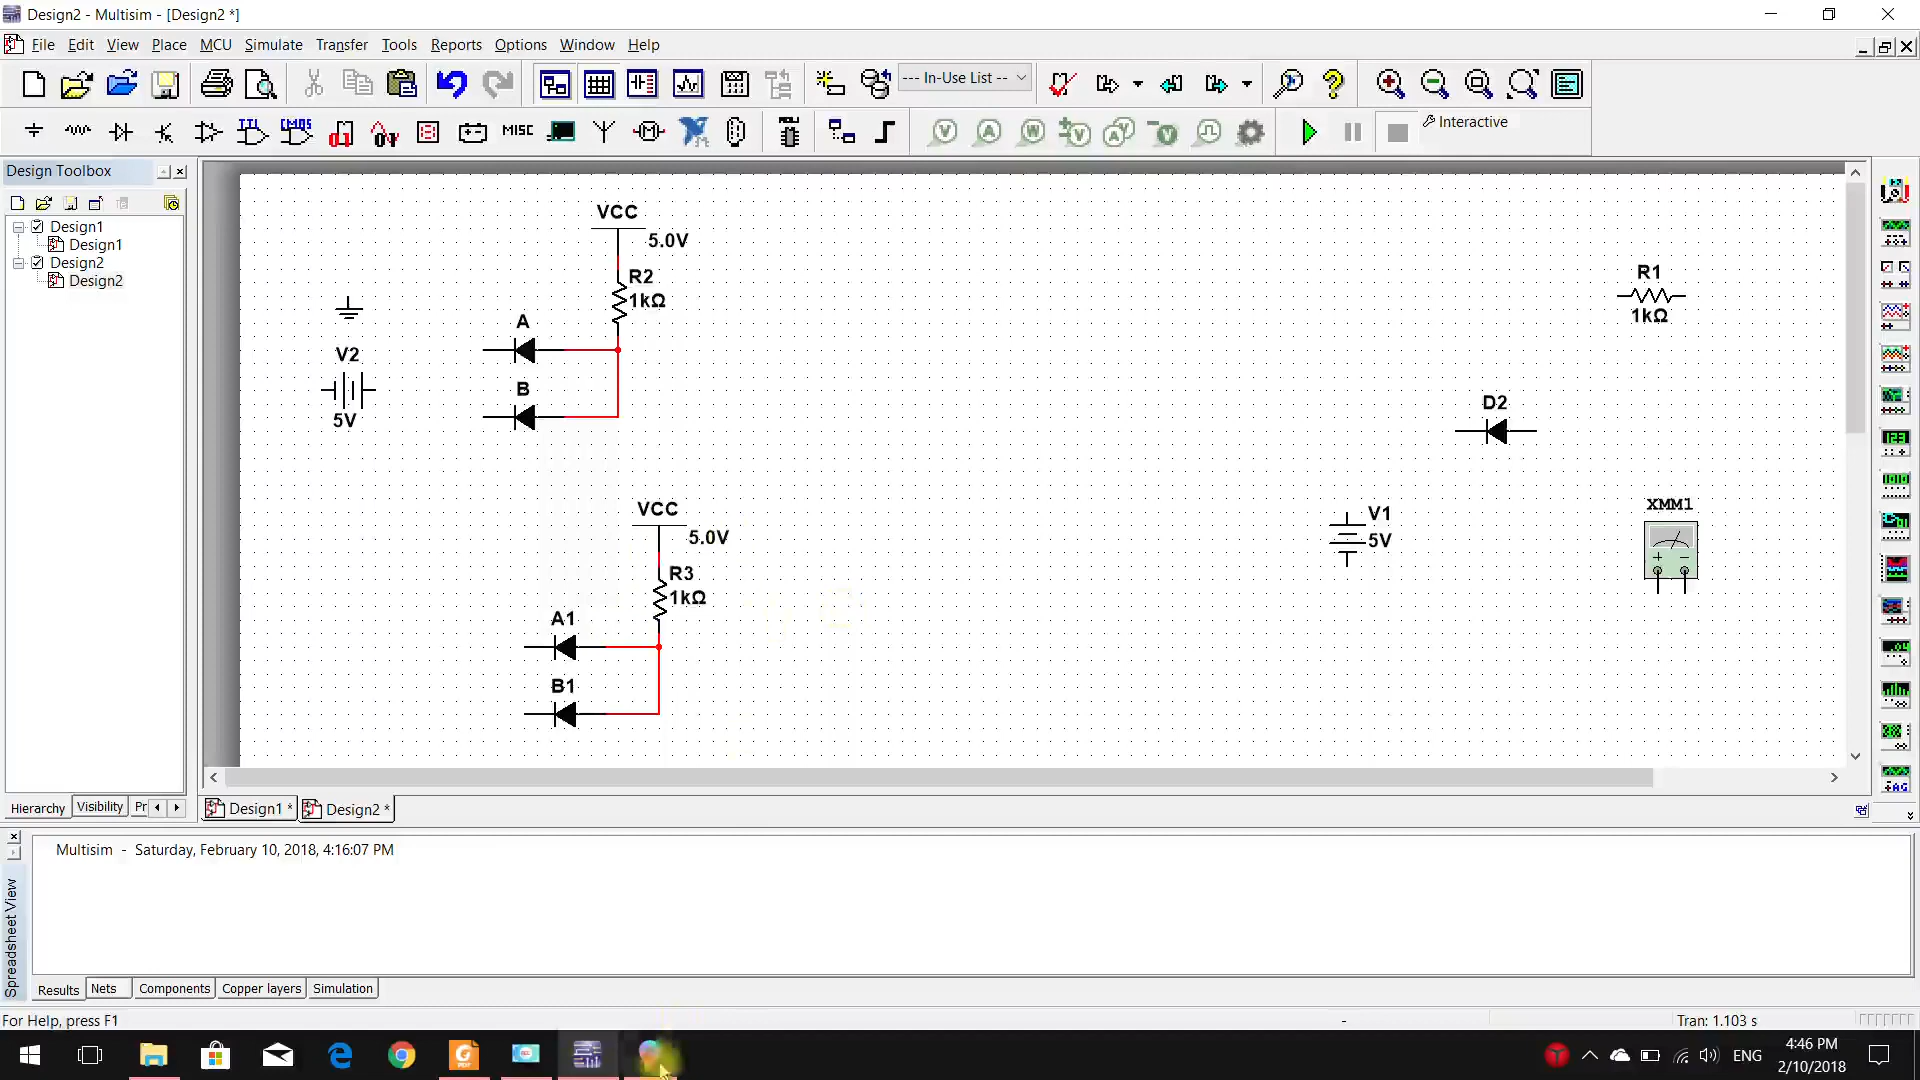 Design2 - Multisim - [Design2 *]
File Edit View Place MCU Simulate Transfer Tools Reports Options Window Help
--- In-Use List --
TTL CMOS MISC
Interactive
Design Toolbox
Design1
Design1
Design2
Design2
VCC
5.0V
R2
1kΩ
A
V2
5V
B
R1
1kΩ
D2
VCC
5.0V
R3
1kΩ
A1
B1
V1
5V
XMM1
Hierarchy Visibility Pr
Design1 * Design2 *
Multisim - Saturday, February 10, 2018, 4:16:07 PM
Spreadsheet View
Results Nets Components Copper layers Simulation
For Help, press F1
- Tran: 1.103 s
ENG
4:46 PM
2/10/2018